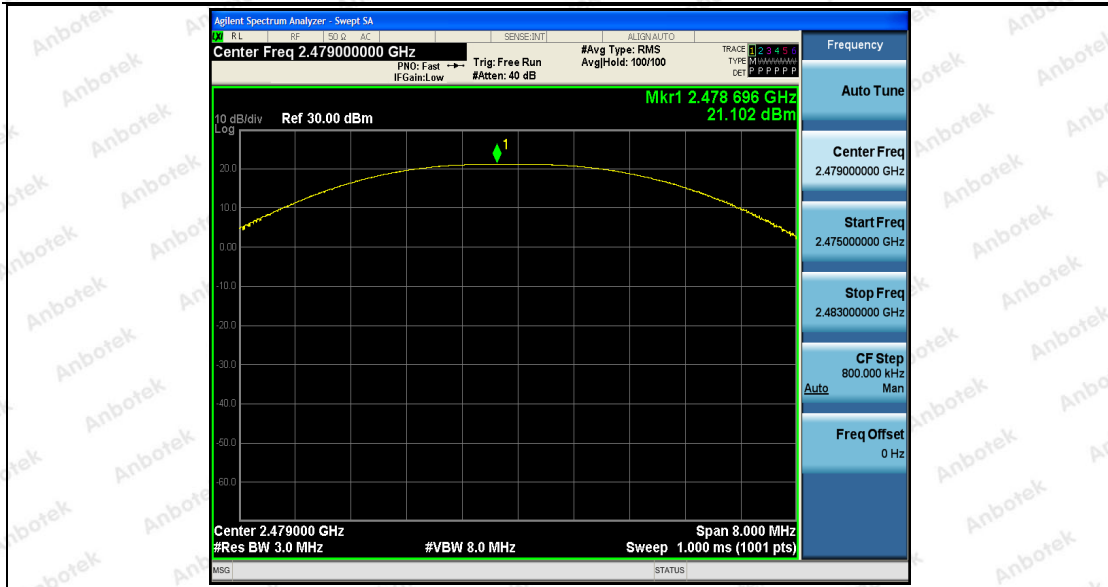 Agilent Spectrum Analyzer - Swept SA
RL RF 50 Ω AC SENSE:INT ALIGNAUTO
Center Freq 2.479000000 GHz
PNO: Fast
IFGain:Low
Trig: Free Run
#Atten: 40 dB
#Avg Type: RMS
Avg|Hold: 100/100
TRACE 1 2 3 4 5 6
TYPE M
DET P P P P P P
Mkr1 2.478 696 GHz
21.102 dBm
10 dB/div Ref 30.00 dBm
Log
1
20.0
10.0
0.00
-10.0
-20.0
-30.0
-40.0
-50.0
-60.0
Center 2.479000 GHz
Span 8.000 MHz
#Res BW 3.0 MHz
#VBW 8.0 MHz
Sweep 1.000 ms (1001 pts)
MSG
STATUS
Frequency
Auto Tune
Center Freq
2.479000000 GHz
Start Freq
2.475000000 GHz
Stop Freq
2.483000000 GHz
CF Step
800.000 kHz
Auto Man
Freq Offset
0 Hz
Anbotek